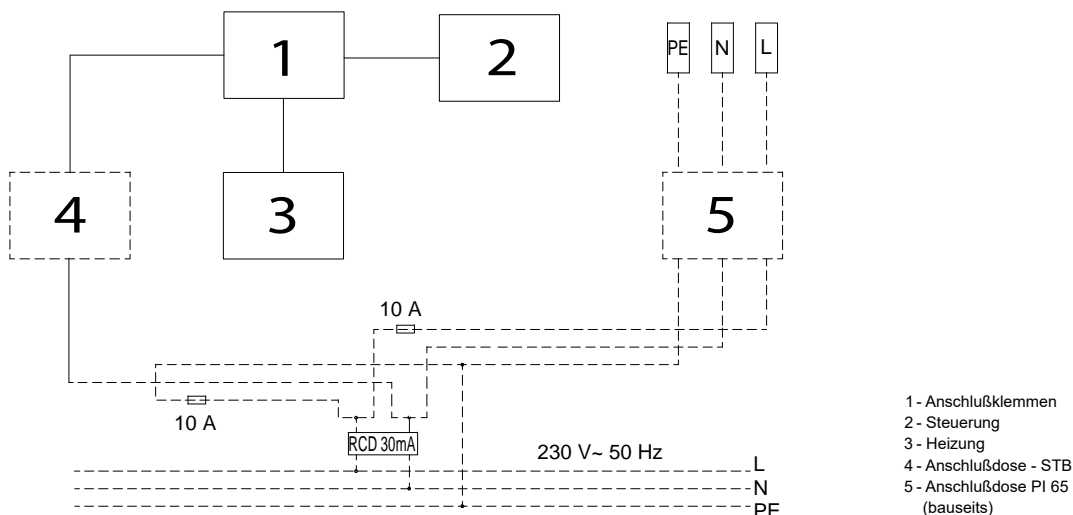 1
2
PE
N
L
4
3
5
10 A
10 A
RCD 30mA
230 V~ 50 Hz
L
N
PE
1 - Anschlußklemmen
2 - Steuerung
3 - Heizung
4 - Anschlußdose - STB
5 - Anschlußdose PI 65
(bauseits)